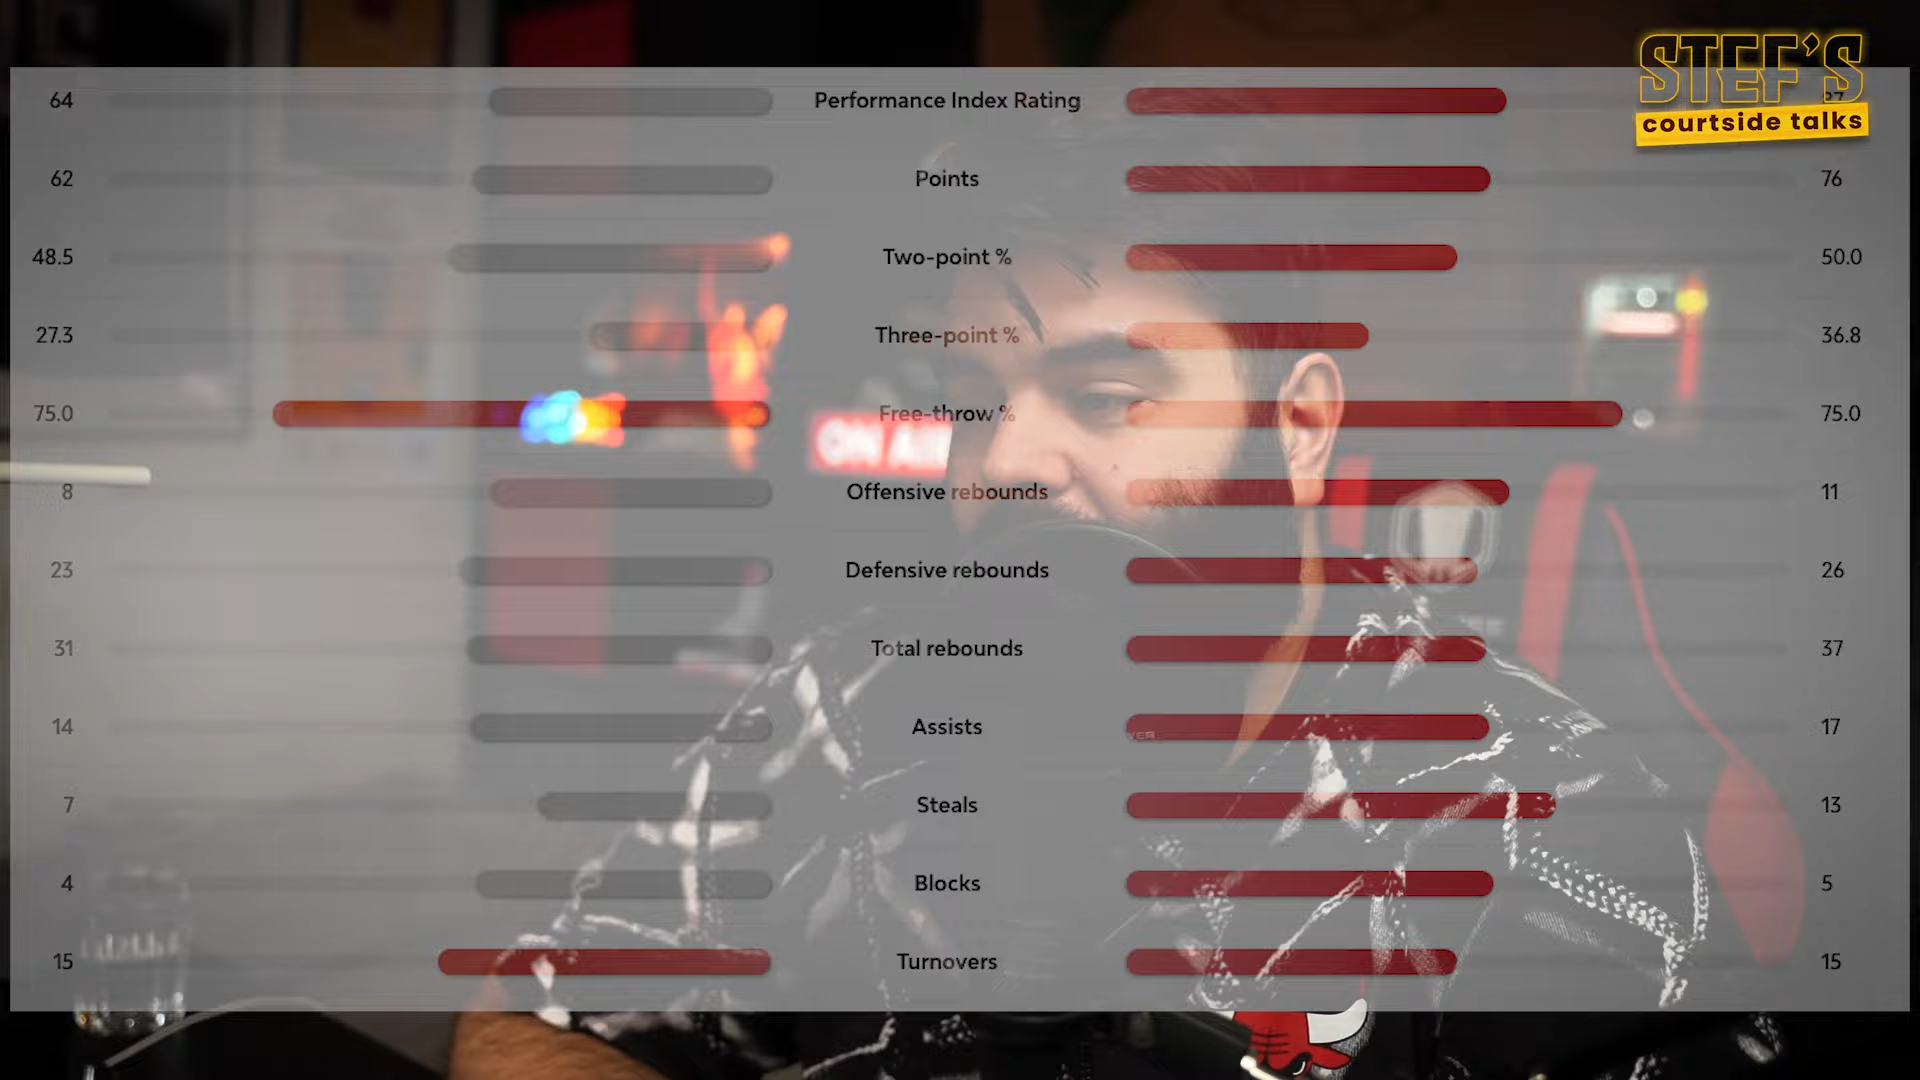 STEF'S
courtside talks
64 Performance Index Rating
62 Points 76
48.5 Two-point % 50.0
27.3 Three-point % 36.8
75.0 Free-throw % 75.0
8 Offensive rebounds 11
23 Defensive rebounds 26
31 Total rebounds 37
14 Assists 17
7 Steals 13
4 Blocks 5
15 Turnovers 15
ON AIR